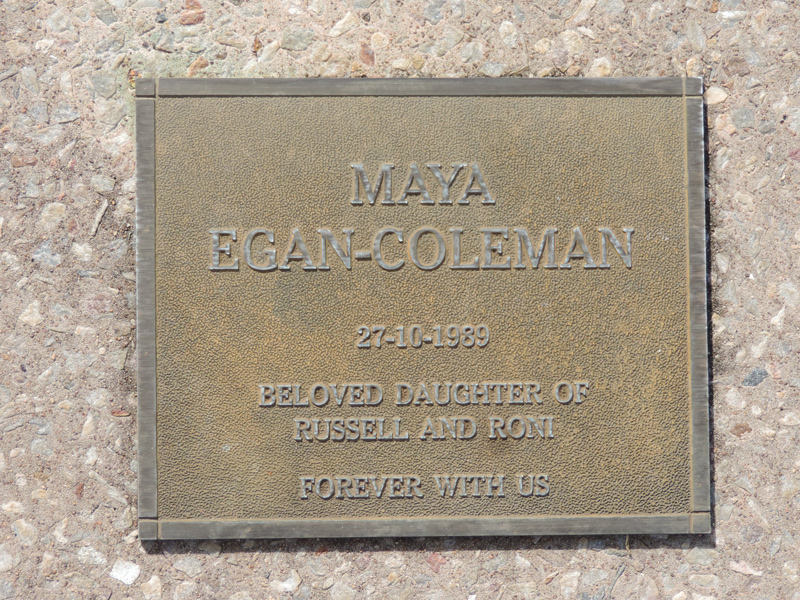 MAYA
EGAN-COLEMAN
27-10-1989
BELOVED DAUGHTER OF
RUSSELL AND RONI
FOREVER WITH US